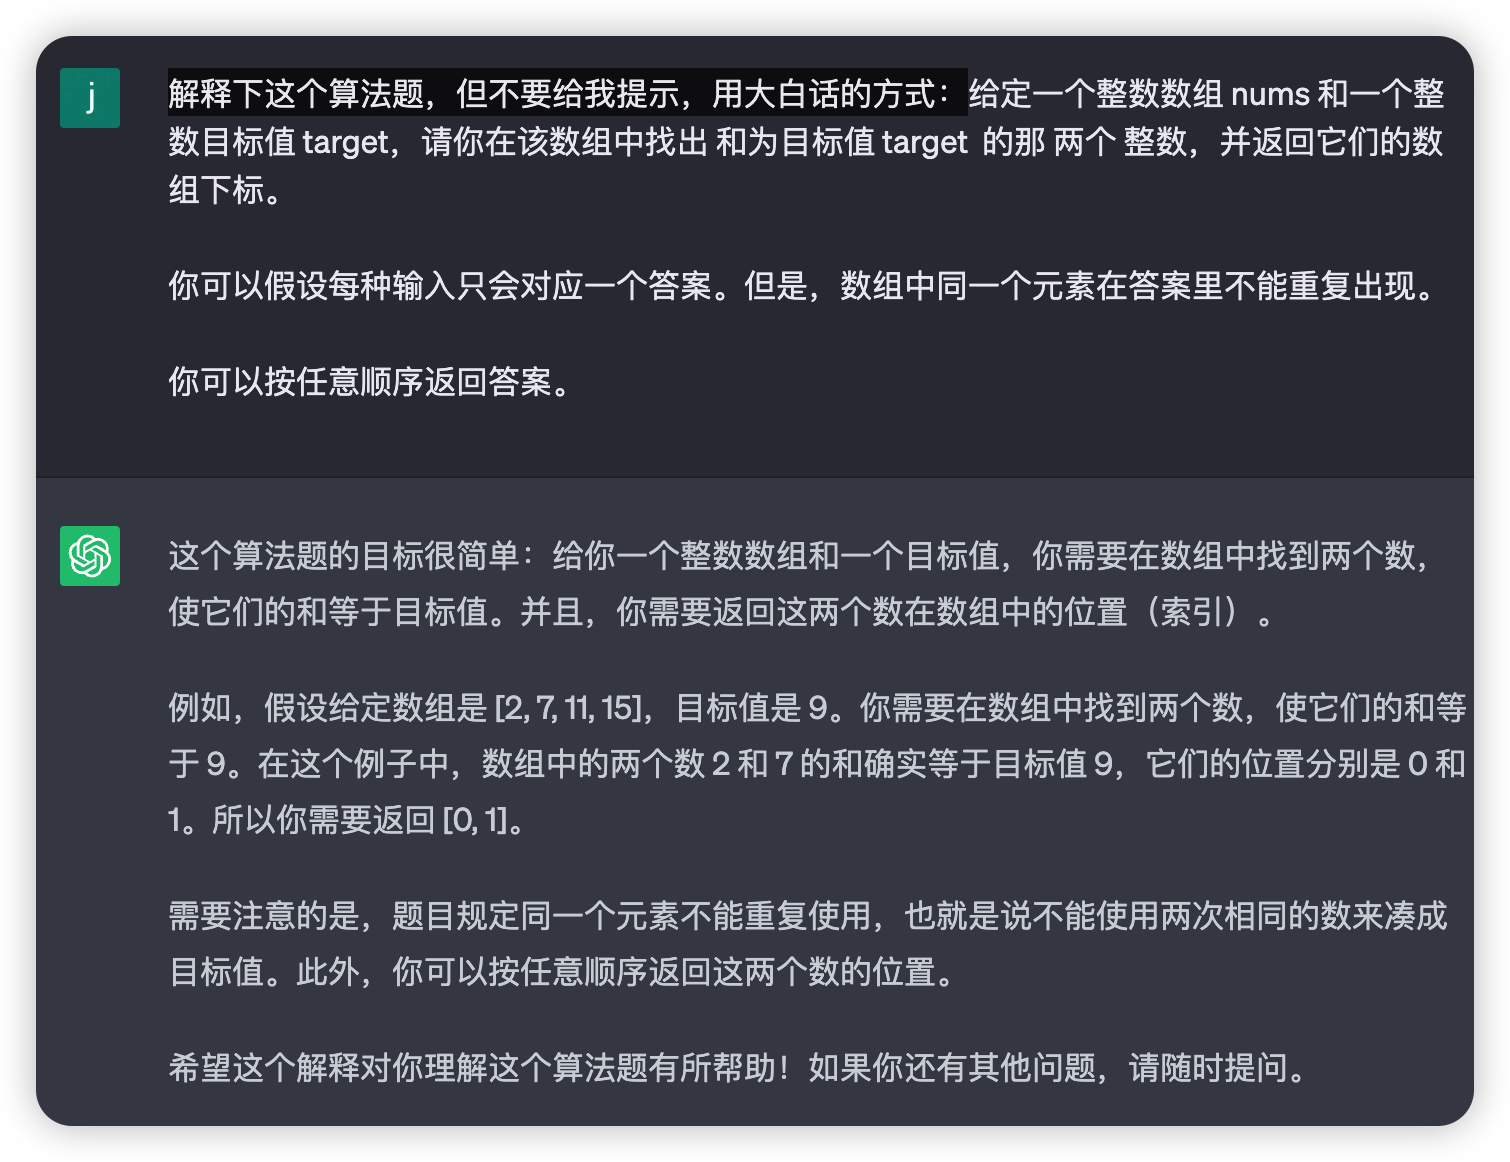 j
解释下这个算法题，但不要给我提示，用大白话的方式：给定一个整数数组 nums 和一个整
数目标值 target，请你在该数组中找出 和为目标值 target 的那 两个 整数，并返回它们的数
组下标。
你可以假设每种输入只会对应一个答案。但是，数组中同一个元素在答案里不能重复出现。
你可以按任意顺序返回答案。
这个算法题的目标很简单：给你一个整数数组和一个目标值，你需要在数组中找到两个数，
使它们的和等于目标值。并且，你需要返回这两个数在数组中的位置（索引）。
例如，假设给定数组是 [2, 7, 11, 15]，目标值是 9。你需要在数组中找到两个数，使它们的和等
于 9。在这个例子中，数组中的两个数 2 和 7 的和确实等于目标值 9，它们的位置分别是 0 和
1。所以你需要返回 [0, 1]。
需要注意的是，题目规定同一个元素不能重复使用，也就是说不能使用两次相同的数来凑成
目标值。此外，你可以按任意顺序返回这两个数的位置。
希望这个解释对你理解这个算法题有所帮助！如果你还有其他问题，请随时提问。